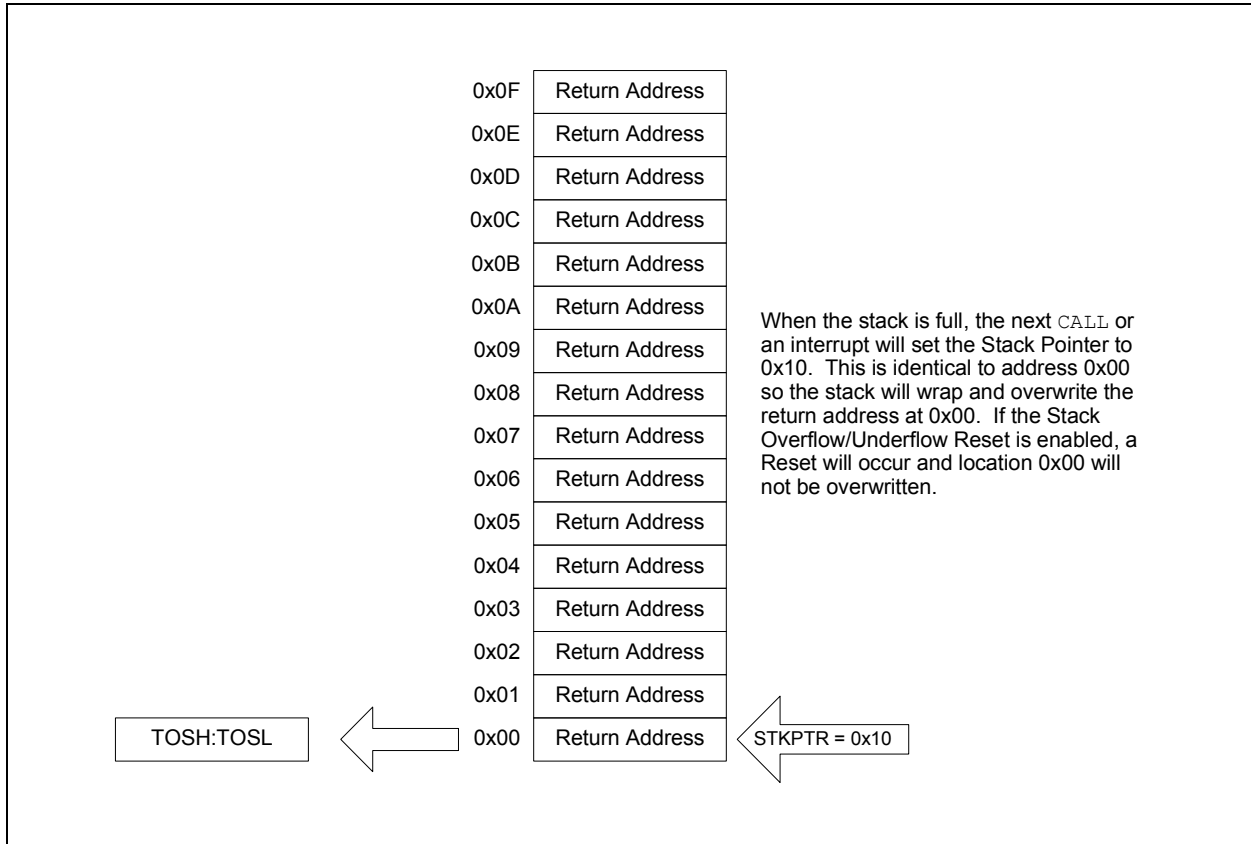 0x0F Return Address
0x0E Return Address
0x0D Return Address
0x0C Return Address
0x0B Return Address
0x0A Return Address
0x09 Return Address
0x08 Return Address
0x07 Return Address
0x06 Return Address
0x05 Return Address
0x04 Return Address
0x03 Return Address
0x02 Return Address
0x01 Return Address
TOSH:TOSL 0x00 Return Address STKPTR = 0x10
When the stack is full, the next CALL or
an interrupt will set the Stack Pointer to
0x10. This is identical to address 0x00
so the stack will wrap and overwrite the
return address at 0x00. If the Stack
Overflow/Underflow Reset is enabled, a
Reset will occur and location 0x00 will
not be overwritten.